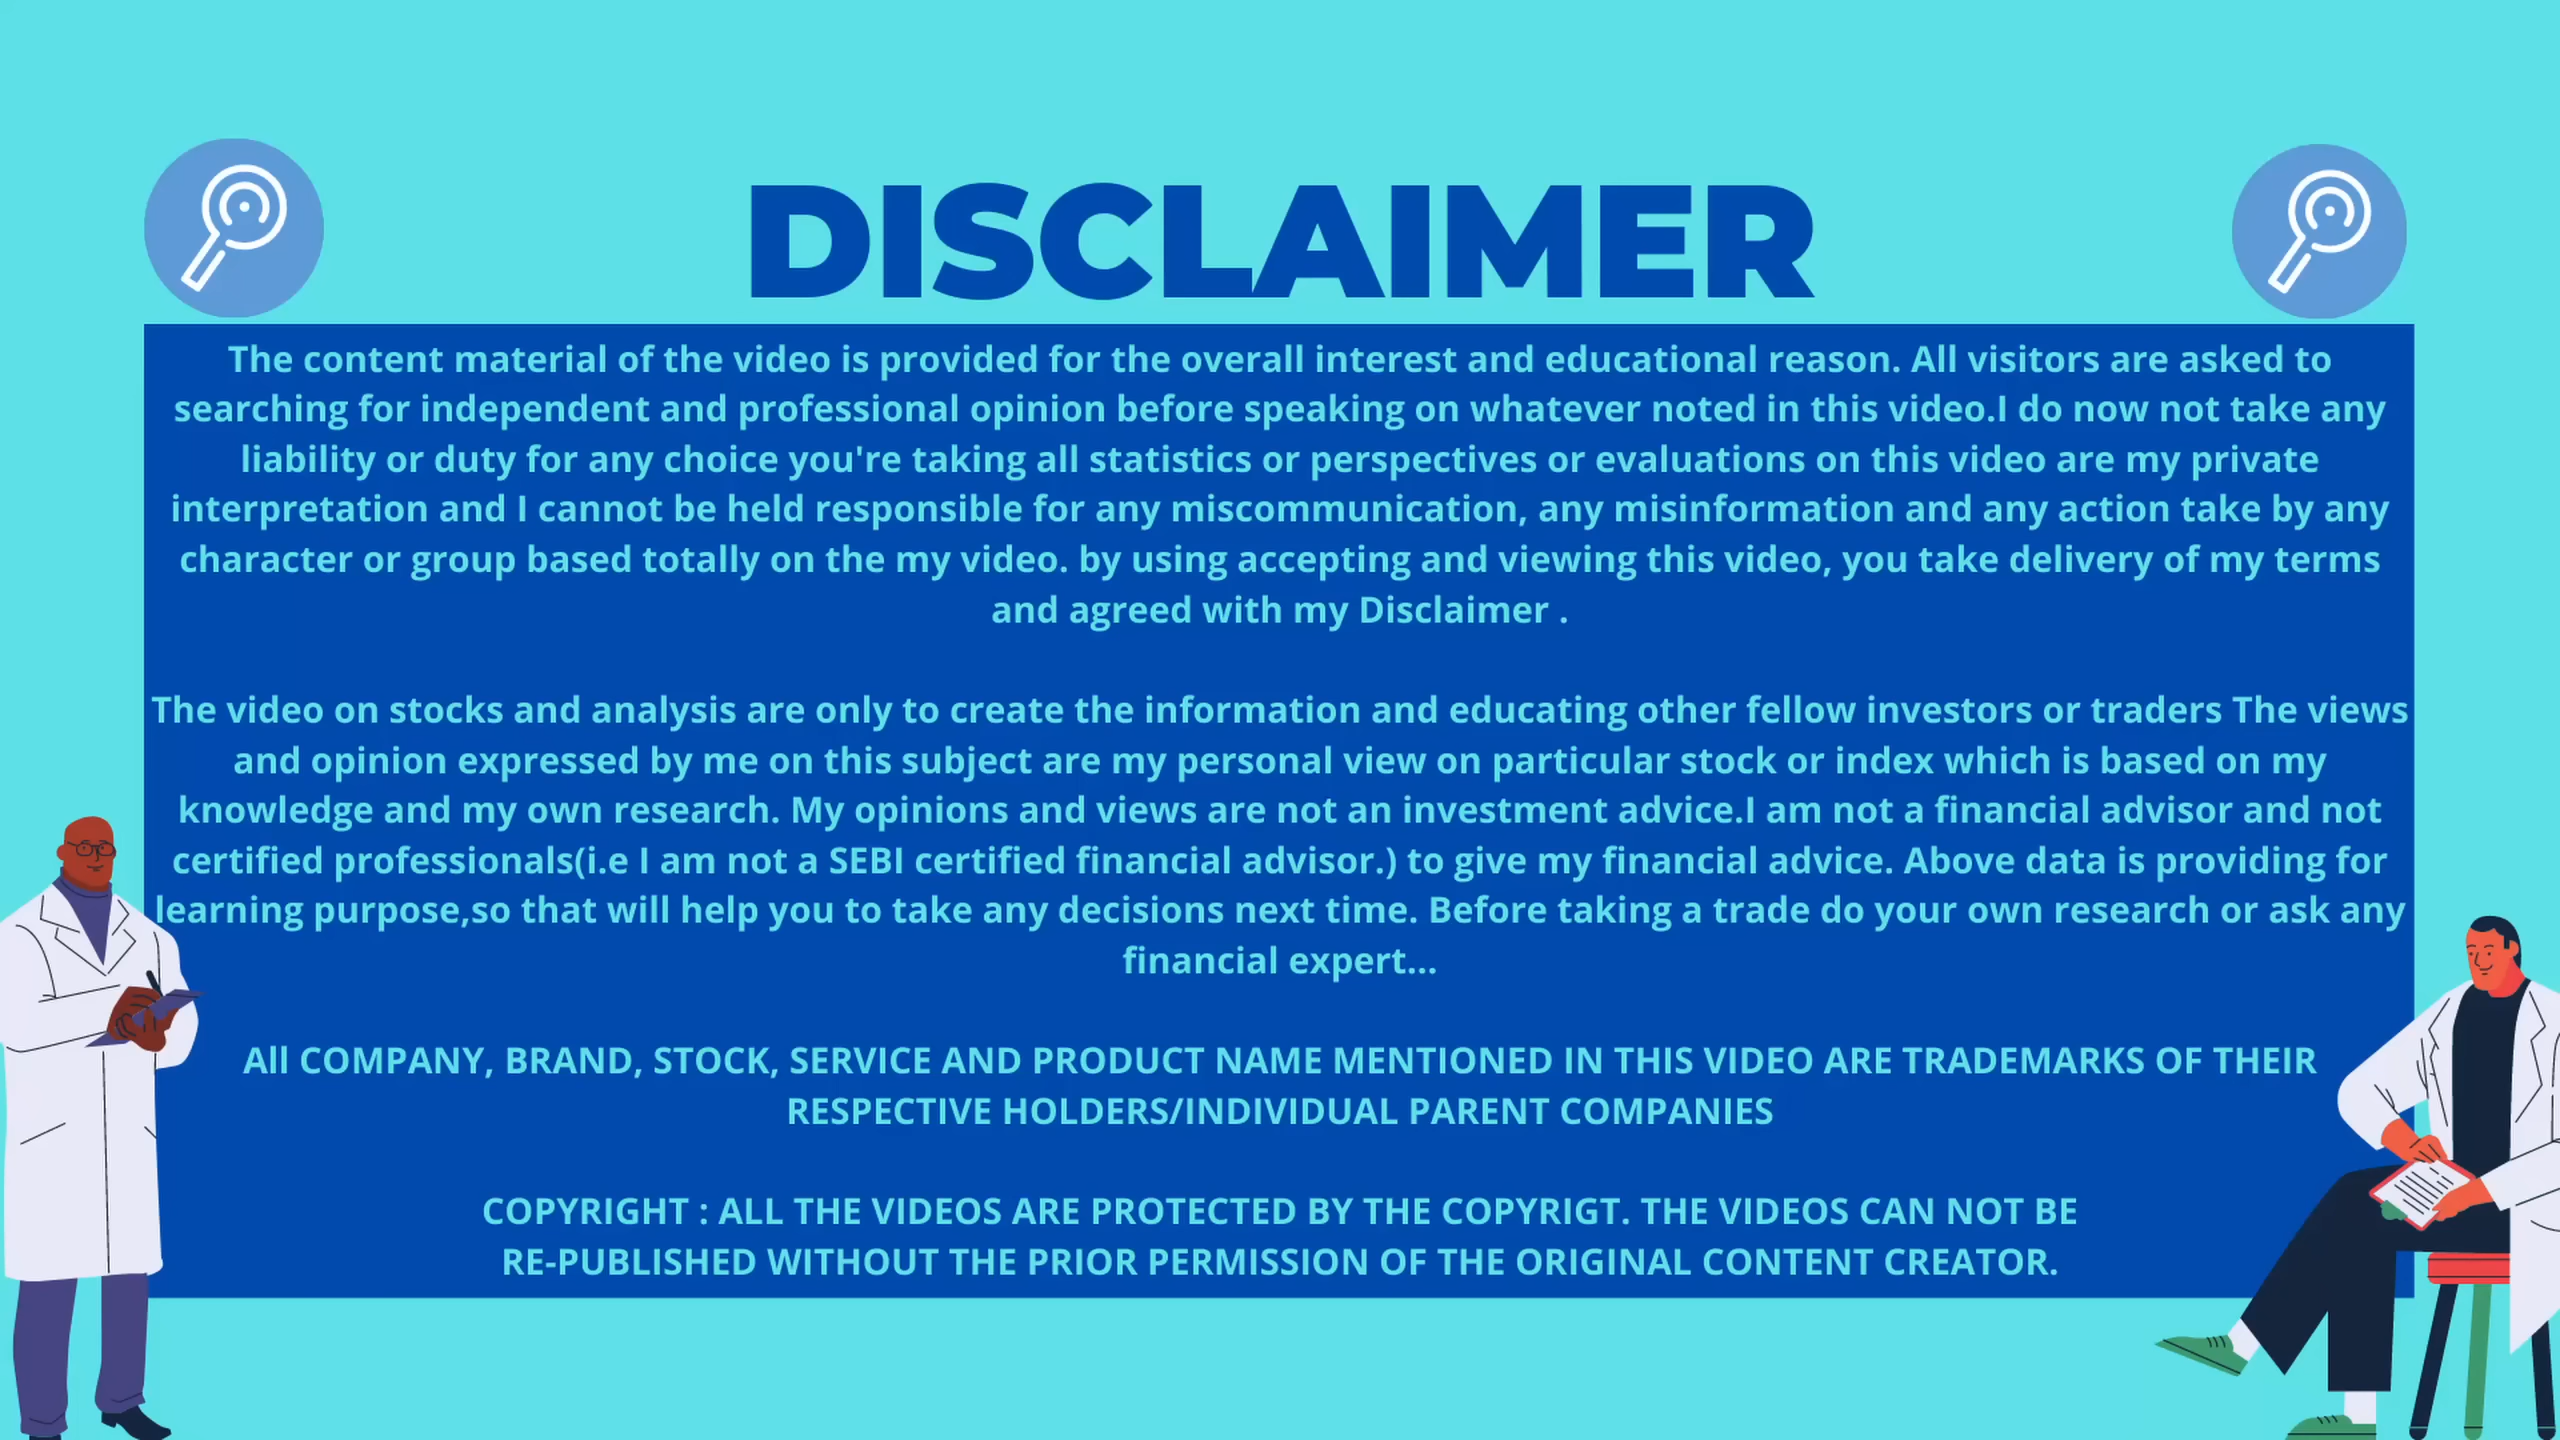 DISCLAIMER
The content material of the video is provided for the overall interest and educational reason. All visitors are asked to
searching for independent and professional opinion before speaking on whatever noted in this video.I do now not take any
liability or duty for any choice you're taking all statistics or perspectives or evaluations on this video are my private
interpretation and I cannot be held responsible for any miscommunication, any misinformation and any action take by any
character or group based totally on the my video. by using accepting and viewing this video, you take delivery of my terms
and agreed with my Disclaimer .
The video on stocks and analysis are only to create the information and educating other fellow investors or traders The views
and opinion expressed by me on this subject are my personal view on particular stock or index which is based on my
knowledge and my own research. My opinions and views are not an investment advice.I am not a financial advisor and not
certified professionals(i.e I am not a SEBI certified financial advisor.) to give my financial advice. Above data is providing for
learning purpose,so that will help you to take any decisions next time. Before taking a trade do your own research or ask any
financial expert...
All COMPANY, BRAND, STOCK, SERVICE AND PRODUCT NAME MENTIONED IN THIS VIDEO ARE TRADEMARKS OF THEIR
RESPECTIVE HOLDERS/INDIVIDUAL PARENT COMPANIES
COPYRIGHT : ALL THE VIDEOS ARE PROTECTED BY THE COPYRIGT. THE VIDEOS CAN NOT BE
RE-PUBLISHED WITHOUT THE PRIOR PERMISSION OF THE ORIGINAL CONTENT CREATOR.